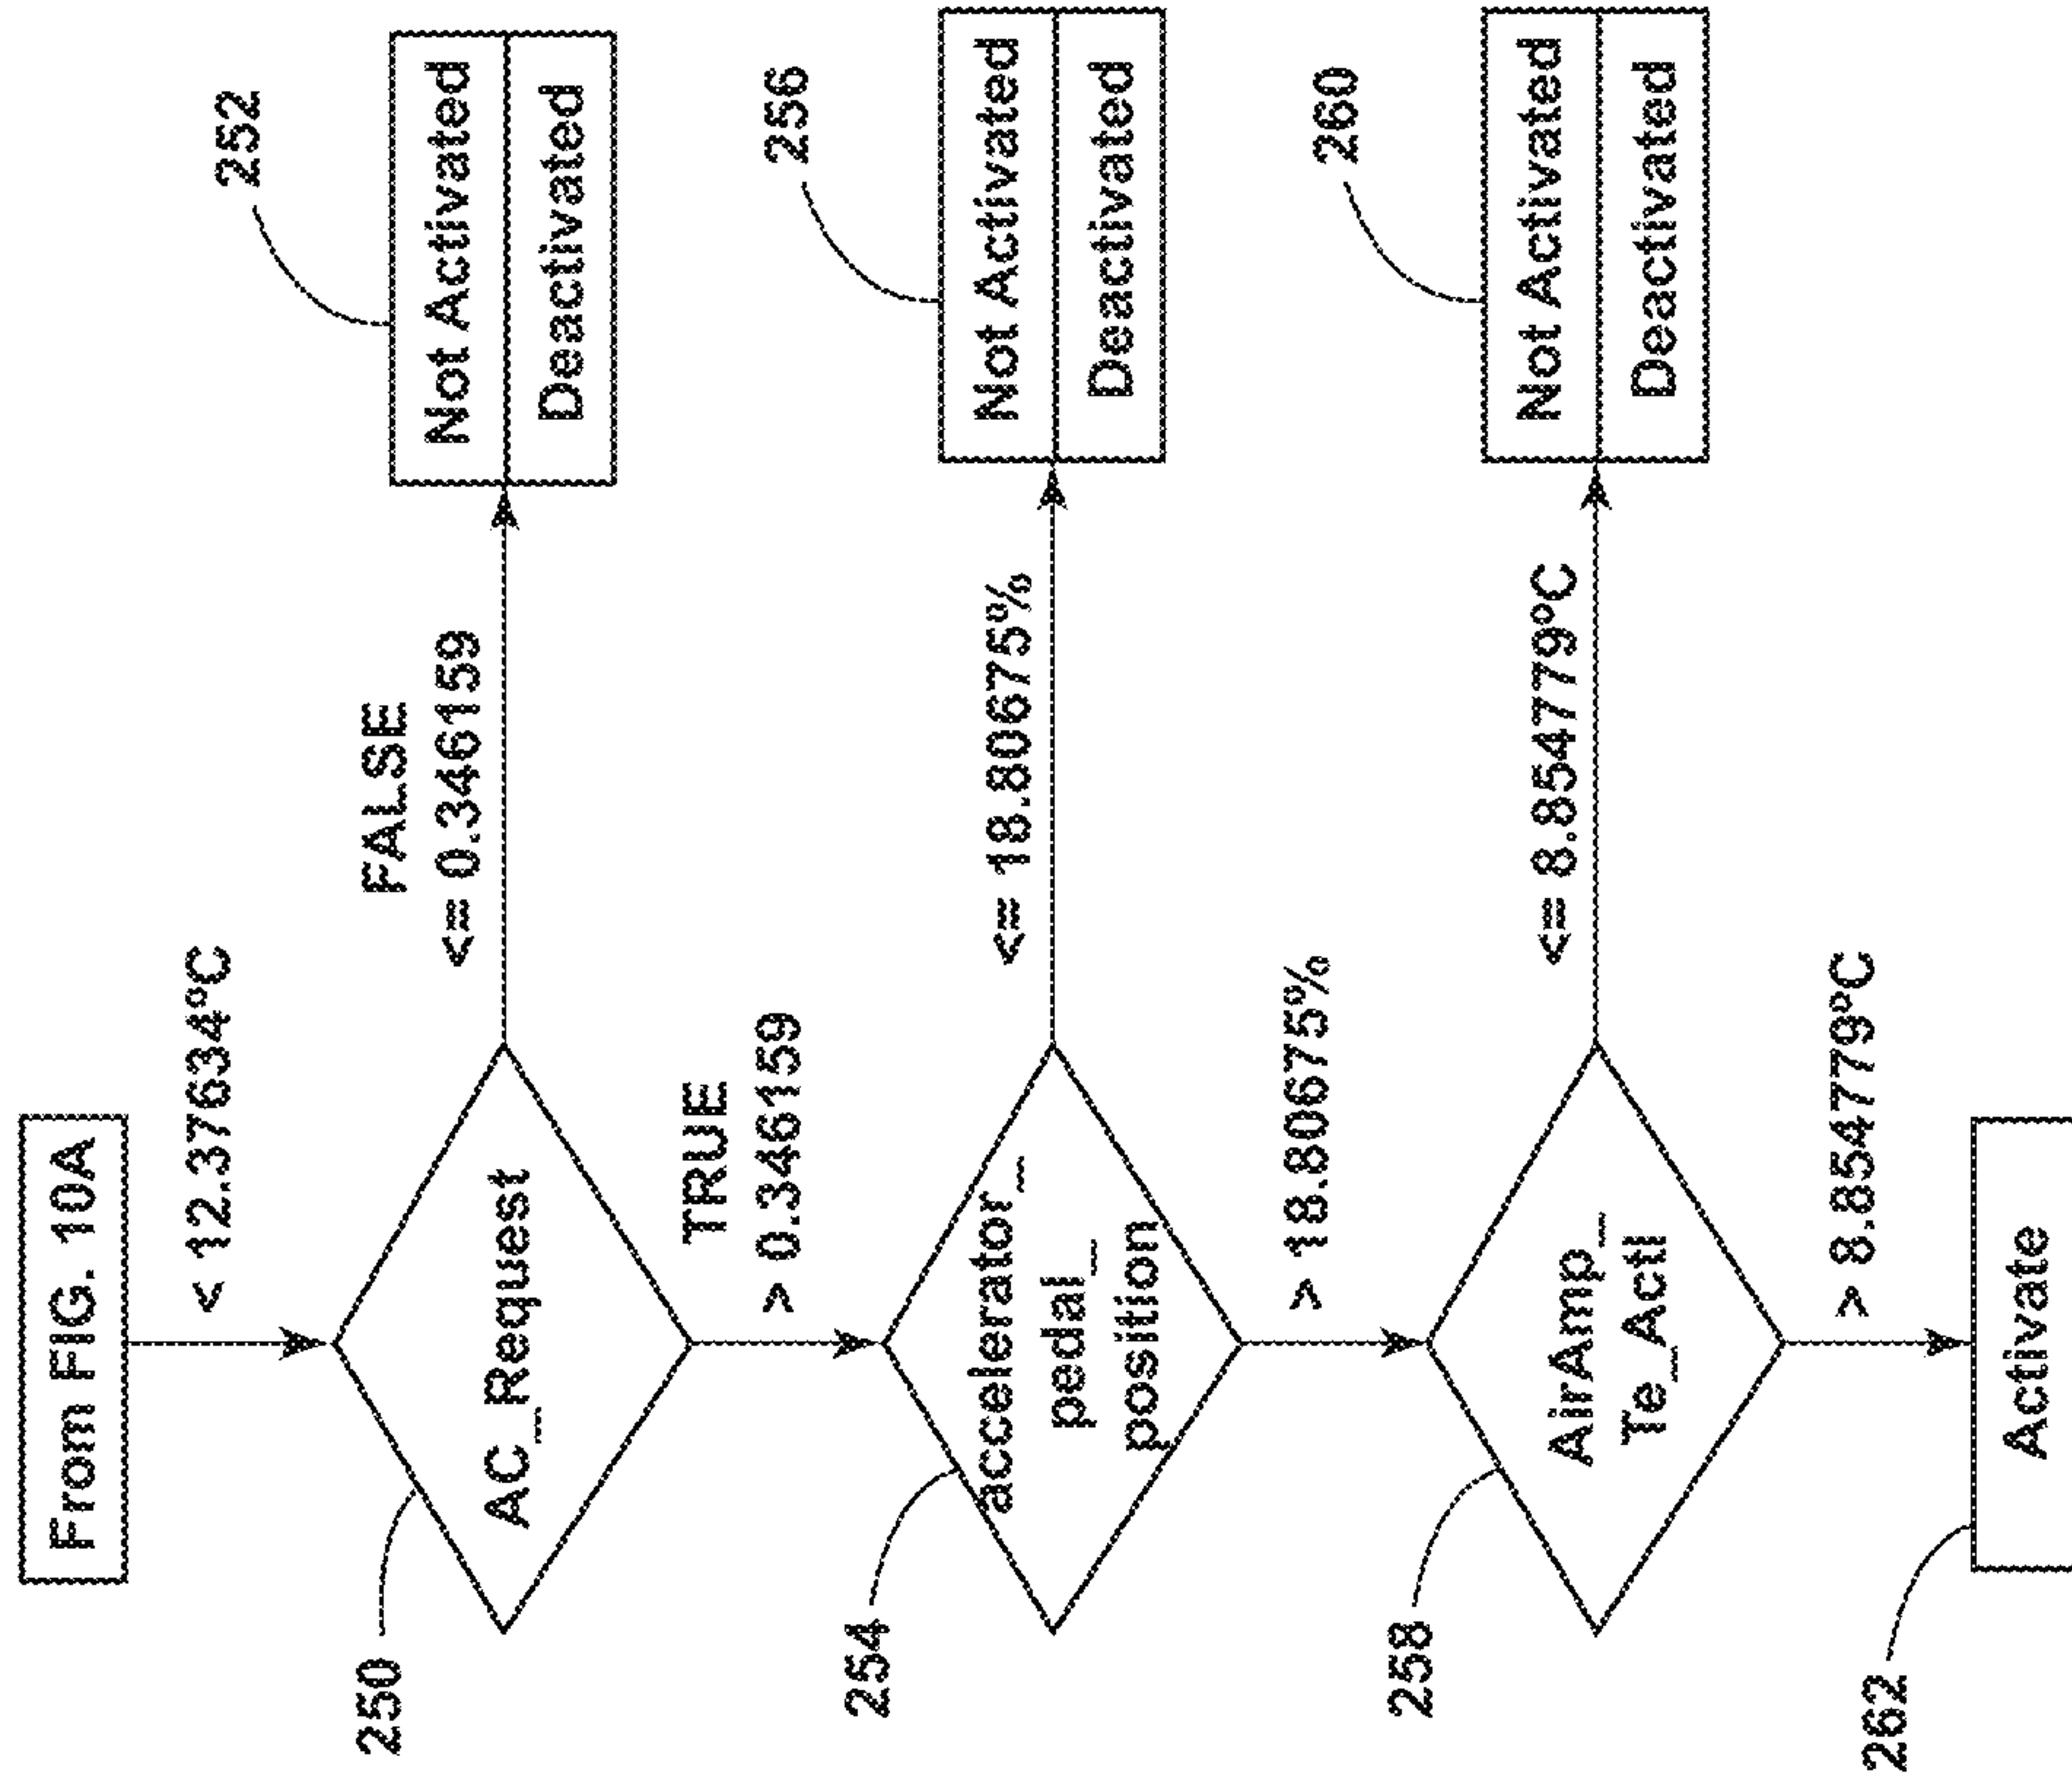 From FIG. 10A
< 12.37634°C
250
AC_Request
FALSE
<= 0.346159
252
Not Activated
Deactivated
TRUE
> 0.346159
254
accelerator_
pedal_
position
<= 18.80675%
256
Not Activated
Deactivated
> 18.80675%
258
AirAmp_
Te_Actl
<= 8.854779°C
260
Not Activated
Deactivated
> 8.854779°C
262
Activate